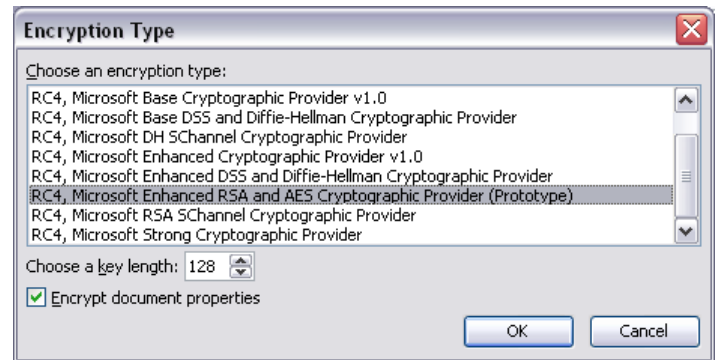 Encryption Type
Choose an encryption type:
RC4, Microsoft Base Cryptographic Provider v1.0
RC4, Microsoft Base DSS and Diffie-Hellman Cryptographic Provider
RC4, Microsoft DH SChannel Cryptographic Provider
RC4, Microsoft Enhanced Cryptographic Provider v1.0
RC4, Microsoft Enhanced DSS and Diffie-Hellman Cryptographic Provider
RC4, Microsoft Enhanced RSA and AES Cryptographic Provider (Prototype)
RC4, Microsoft RSA SChannel Cryptographic Provider
RC4, Microsoft Strong Cryptographic Provider
Choose a key length: 128
Encrypt document properties
OK Cancel